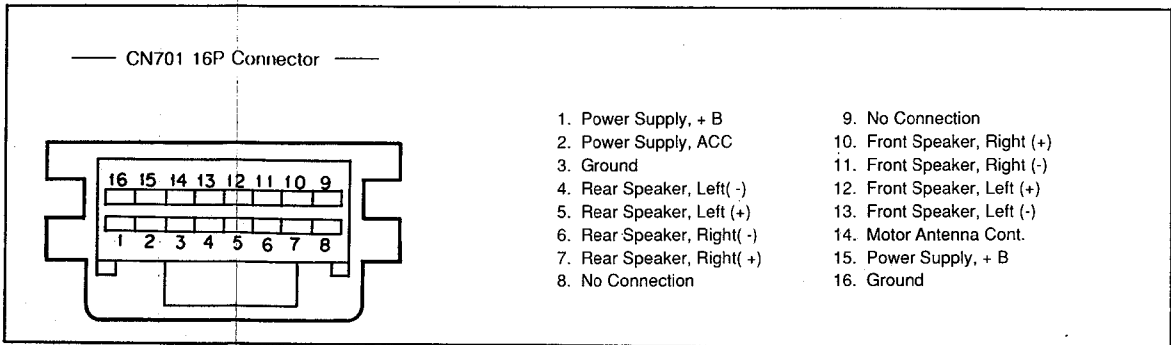 CN701 16P Connector
16 15 14 13 12 11 10 9
1 2 3 4 5 6 7 8
1. Power Supply, + B
2. Power Supply, ACC
3. Ground
4. Rear Speaker, Left( -)
5. Rear Speaker, Left (+)
6. Rear Speaker, Right( -)
7. Rear Speaker, Right( +)
8. No Connection
9. No Connection
10. Front Speaker, Right (+)
11. Front Speaker, Right (-)
12. Front Speaker, Left (+)
13. Front Speaker, Left (-)
14. Motor Antenna Cont.
15. Power Supply, + B
16. Ground